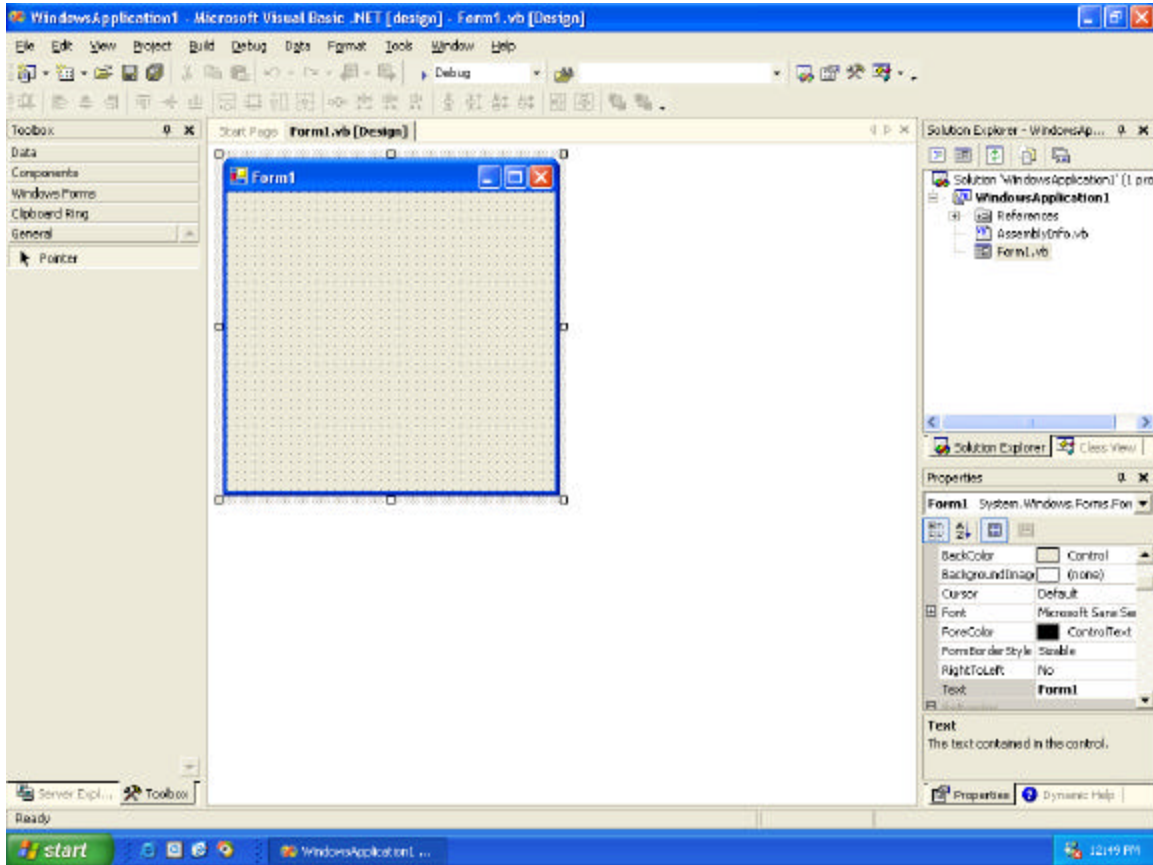 WindowsApplication1 - Microsoft Visual Basic .NET [design] - Form1.vb [Design]
File Edit View Project Build Debug Data Format Tools Window Help
Debug
Toolbox
Start Page Form1.vb [Design]
Solution Explorer - WindowsAp...
Data
Components
Windows Forms
Clipboard Ring
General
Pointer
Form1
Solution 'WindowsApplication1' (1 pro
WindowsApplication1
References
AssemblyInfo.vb
Form1.vb
Solution Explorer Class View
Properties
Form1 System.Windows.Forms.For
BackColor Control
BackgroundImag (none)
Cursor Default
Font Microsoft Sans Se
ForeColor ControlText
FormBorderStyle Sizable
RightToLeft No
Text Form1
Text
The text contained in the control.
Server Expl... Toolbox
Properties Dynamic Help
Ready
start
WindowsApplication1 ...
12:49 PM